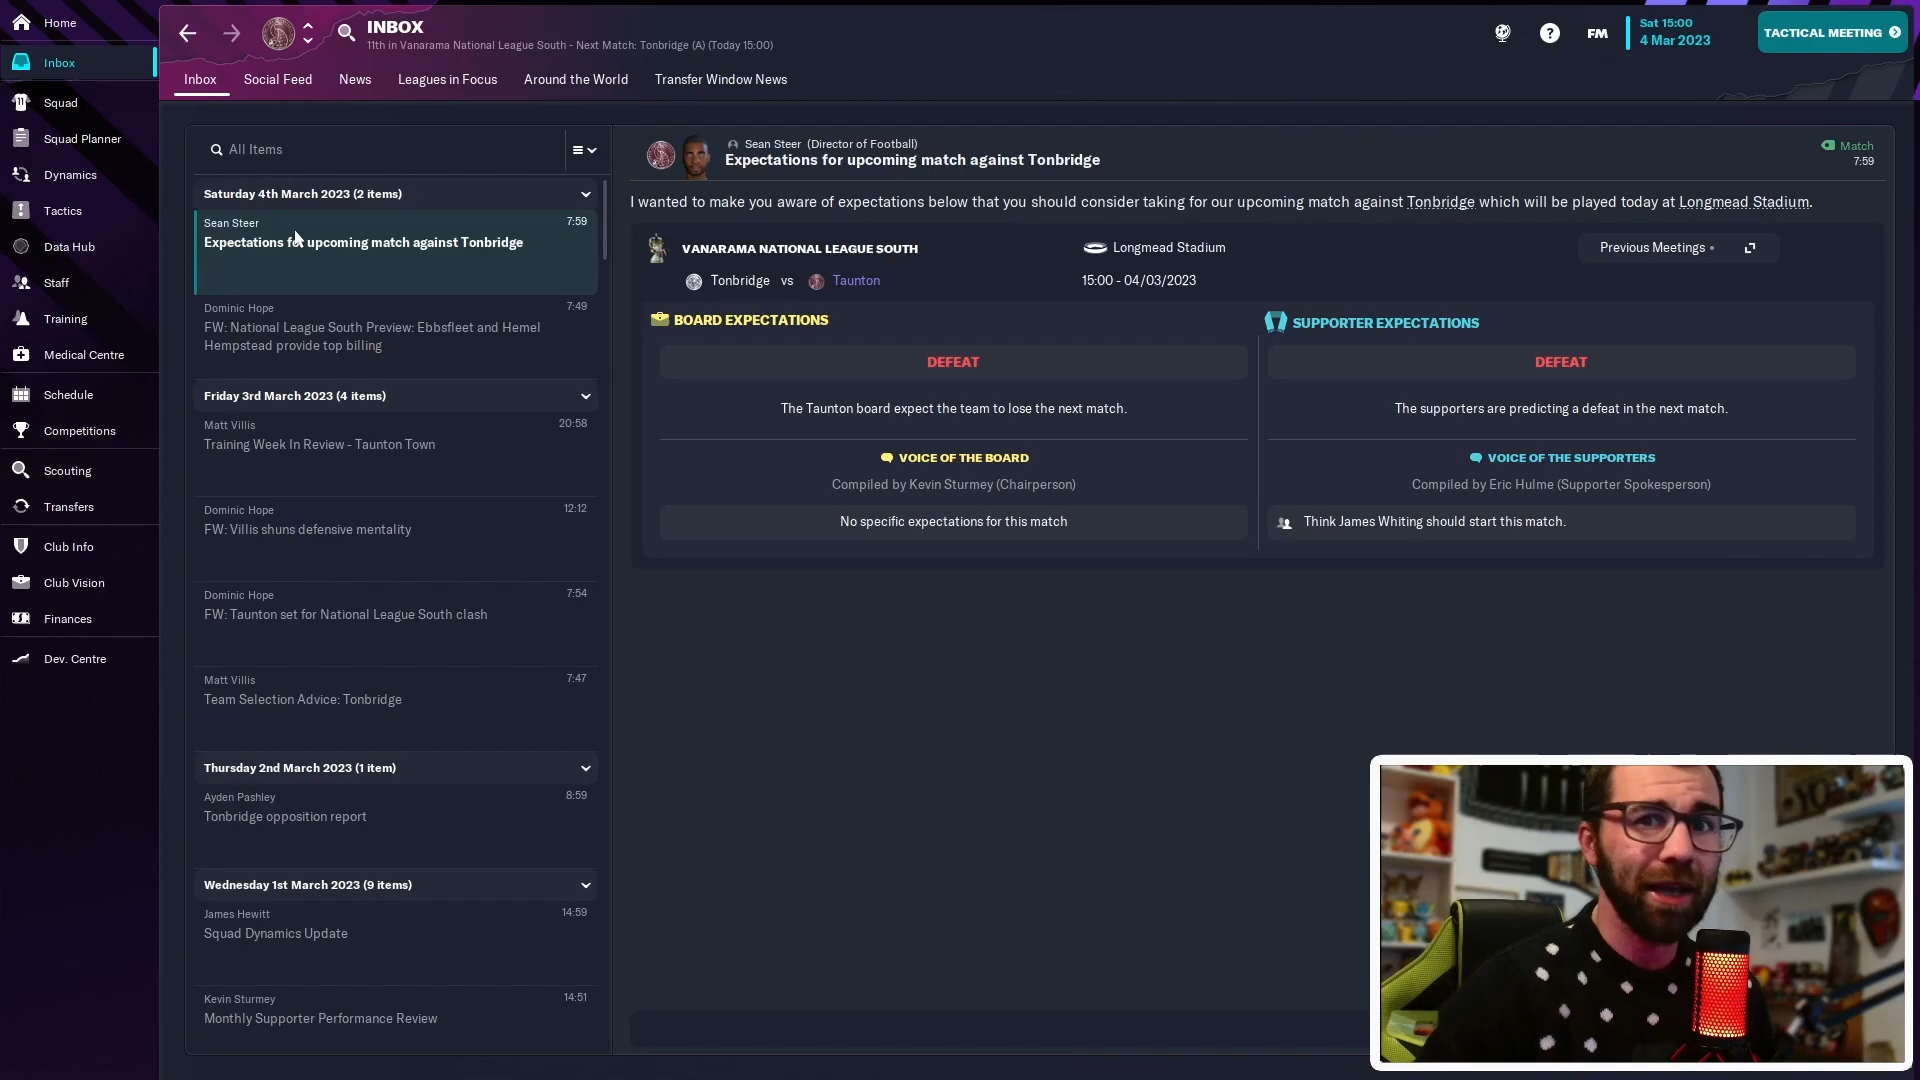 Home
Inbox
Squad
Squad Planner
Dynamics
Tactics
Data Hub
Staff
Training
Medical Centre
Schedule
Competitions
Scouting
Transfers
Club Info
Club Vision
Finances
Dev. Centre
INBOX
11th in Vanarama National League South - Next Match: Tonbridge (A) (Today 15:00)
FM
Sat 15:00
4 Mar 2023
TACTICAL MEETING
Inbox Social Feed News Leagues in Focus Around the World Transfer Window News
All Items
Saturday 4th March 2023 (2 items)
Sean Steer 7:59
Expectations for upcoming match against Tonbridge
Dominic Hope 7:49
FW: National League South Preview: Ebbsfleet and Hemel
Hempstead provide top billing
Friday 3rd March 2023 (4 items)
Matt Villis 20:58
Training Week In Review - Taunton Town
Dominic Hope 12:12
FW: Villis shuns defensive mentality
Dominic Hope 7:54
FW: Taunton set for National League South clash
Matt Villis 7:47
Team Selection Advice: Tonbridge
Thursday 2nd March 2023 (1 item)
Ayden Pashley 8:59
Tonbridge opposition report
Wednesday 1st March 2023 (9 items)
James Hewitt 14:59
Squad Dynamics Update
Kevin Sturmey 14:51
Monthly Supporter Performance Review
Sean Steer (Director of Football)
Expectations for upcoming match against Tonbridge
Match
7:59
I wanted to make you aware of expectations below that you should consider taking for our upcoming match against Tonbridge which will be played today at Longmead Stadium.
VANARAMA NATIONAL LEAGUE SOUTH
Longmead Stadium
Previous Meetings
Tonbridge vs Taunton
15:00 - 04/03/2023
BOARD EXPECTATIONS
DEFEAT
The Taunton board expect the team to lose the next match.
VOICE OF THE BOARD
Compiled by Kevin Sturmey (Chairperson)
No specific expectations for this match
SUPPORTER EXPECTATIONS
DEFEAT
The supporters are predicting a defeat in the next match.
VOICE OF THE SUPPORTERS
Compiled by Eric Hulme (Supporter Spokesperson)
Think James Whiting should start this match.